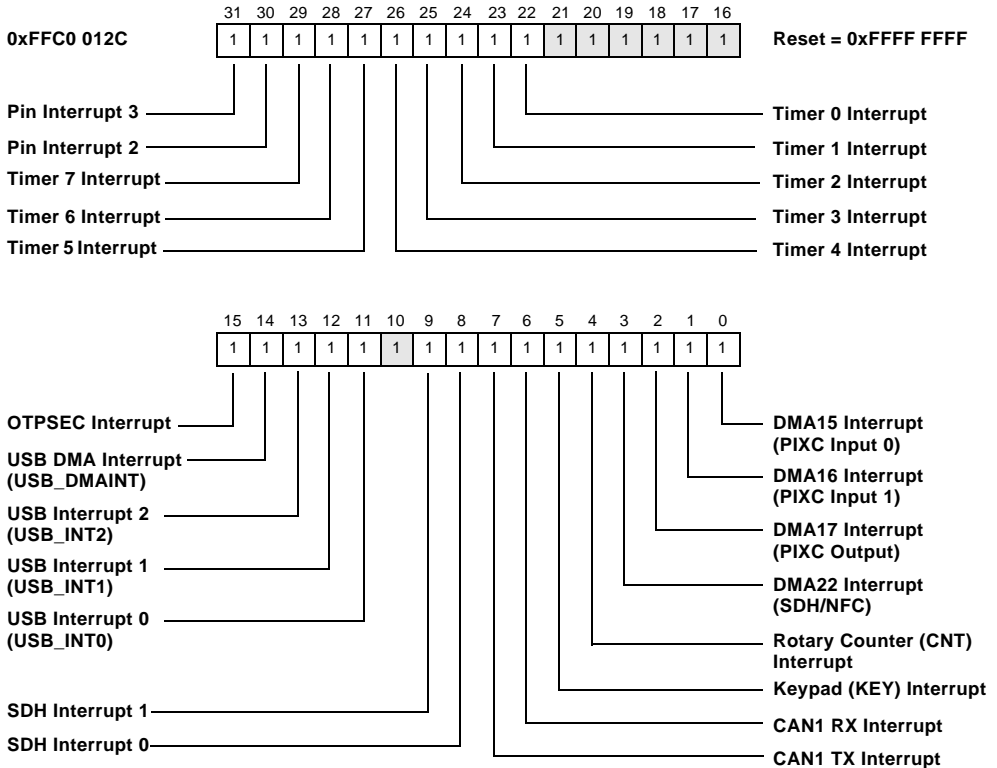 31 30 29 28 27 26 25 24 23 22 21 20 19 18 17 16
0xFFC0 012C 1 1 1 1 1 1 1 1 1 1 1 1 1 1 1 1 Reset = 0xFFFF FFFF
Pin Interrupt 3 Timer 0 Interrupt
Pin Interrupt 2 Timer 1 Interrupt
Timer 7 Interrupt Timer 2 Interrupt
Timer 6 Interrupt Timer 3 Interrupt
Timer 5 Interrupt Timer 4 Interrupt
15 14 13 12 11 10 9 8 7 6 5 4 3 2 1 0
1 1 1 1 1 1 1 1 1 1 1 1 1 1 1 1
OTPSEC Interrupt
USB DMA Interrupt
(USB_DMAINT)
USB Interrupt 2
(USB_INT2)
USB Interrupt 1
(USB_INT1)
USB Interrupt 0
(USB_INT0)
SDH Interrupt 1
SDH Interrupt 0
DMA15 Interrupt
(PIXC Input 0)
DMA16 Interrupt
(PIXC Input 1)
DMA17 Interrupt
(PIXC Output)
DMA22 Interrupt
(SDH/NFC)
Rotary Counter (CNT)
Interrupt
Keypad (KEY) Interrupt
CAN1 RX Interrupt
CAN1 TX Interrupt